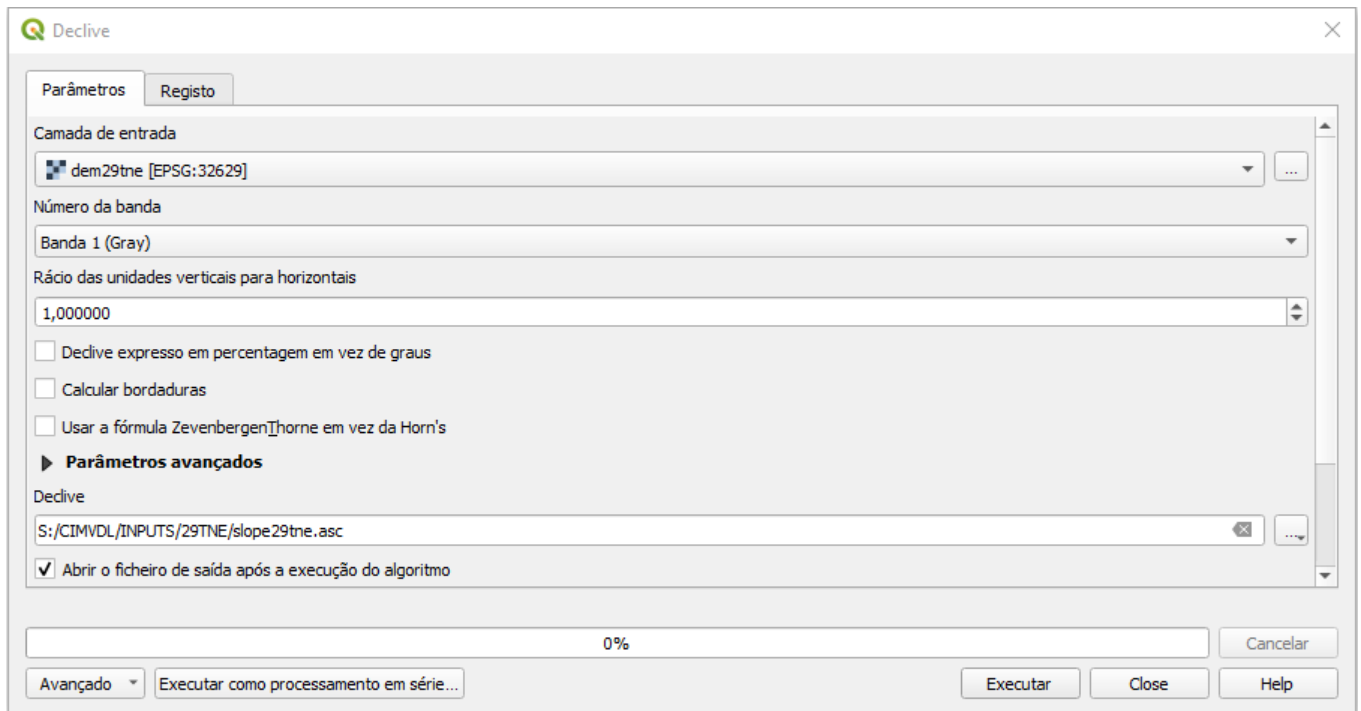 Declive
Parâmetros Registo
Camada de entrada
dem29tne [EPSG:32629]
...
Número da banda
Banda 1 (Gray)
Rácio das unidades verticais para horizontais
1,000000
Declive expresso em percentagem em vez de graus
Calcular bordaduras
Usar a fórmula ZevenbergenThorne em vez da Horn's
Parâmetros avançados
Declive
S:/CIMVDL/INPUTS/29TNE/slope29tne.asc
...
Abrir o ficheiro de saída após a execução do algoritmo
0% Cancelar
Avançado Executar como processamento em série... Executar Close Help